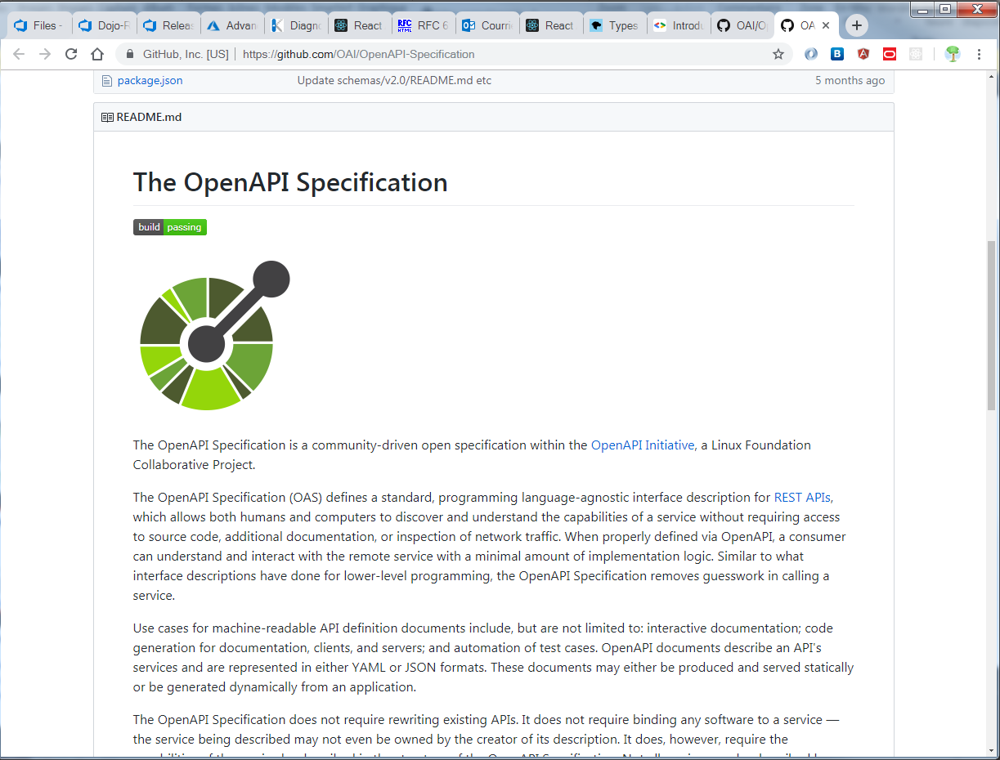 Files -
Dojo-R
Releas
Advan
Diagno
React
RFC HTML
RFC 6
Courri
React
Types
Introdu
OAI/Op
OA
GitHub, Inc. [US]
https://github.com/OAI/OpenAPI-Specification
B
A
package.json
Update schemas/v2.0/README.md etc
5 months ago
README.md
The OpenAPI Specification
build passing
The OpenAPI Specification is a community-driven open specification within the OpenAPI Initiative, a Linux Foundation
Collaborative Project.
The OpenAPI Specification (OAS) defines a standard, programming language-agnostic interface description for REST APIs,
which allows both humans and computers to discover and understand the capabilities of a service without requiring access
to source code, additional documentation, or inspection of network traffic. When properly defined via OpenAPI, a consumer
can understand and interact with the remote service with a minimal amount of implementation logic. Similar to what
interface descriptions have done for lower-level programming, the OpenAPI Specification removes guesswork in calling a
service.
Use cases for machine-readable API definition documents include, but are not limited to: interactive documentation; code
generation for documentation, clients, and servers; and automation of test cases. OpenAPI documents describe an API's
services and are represented in either YAML or JSON formats. These documents may either be produced and served statically
or be generated dynamically from an application.
The OpenAPI Specification does not require rewriting existing APIs. It does not require binding any software to a service —
the service being described may not even be owned by the creator of its description. It does, however, require the